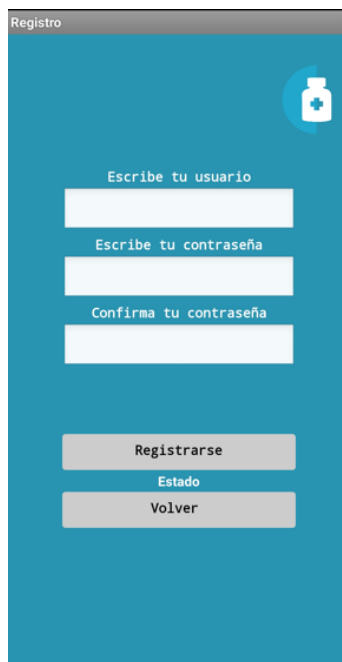 Registro
Escribe tu usuario
Escribe tu contraseña
Confirma tu contraseña
Registrarse
Estado
Volver